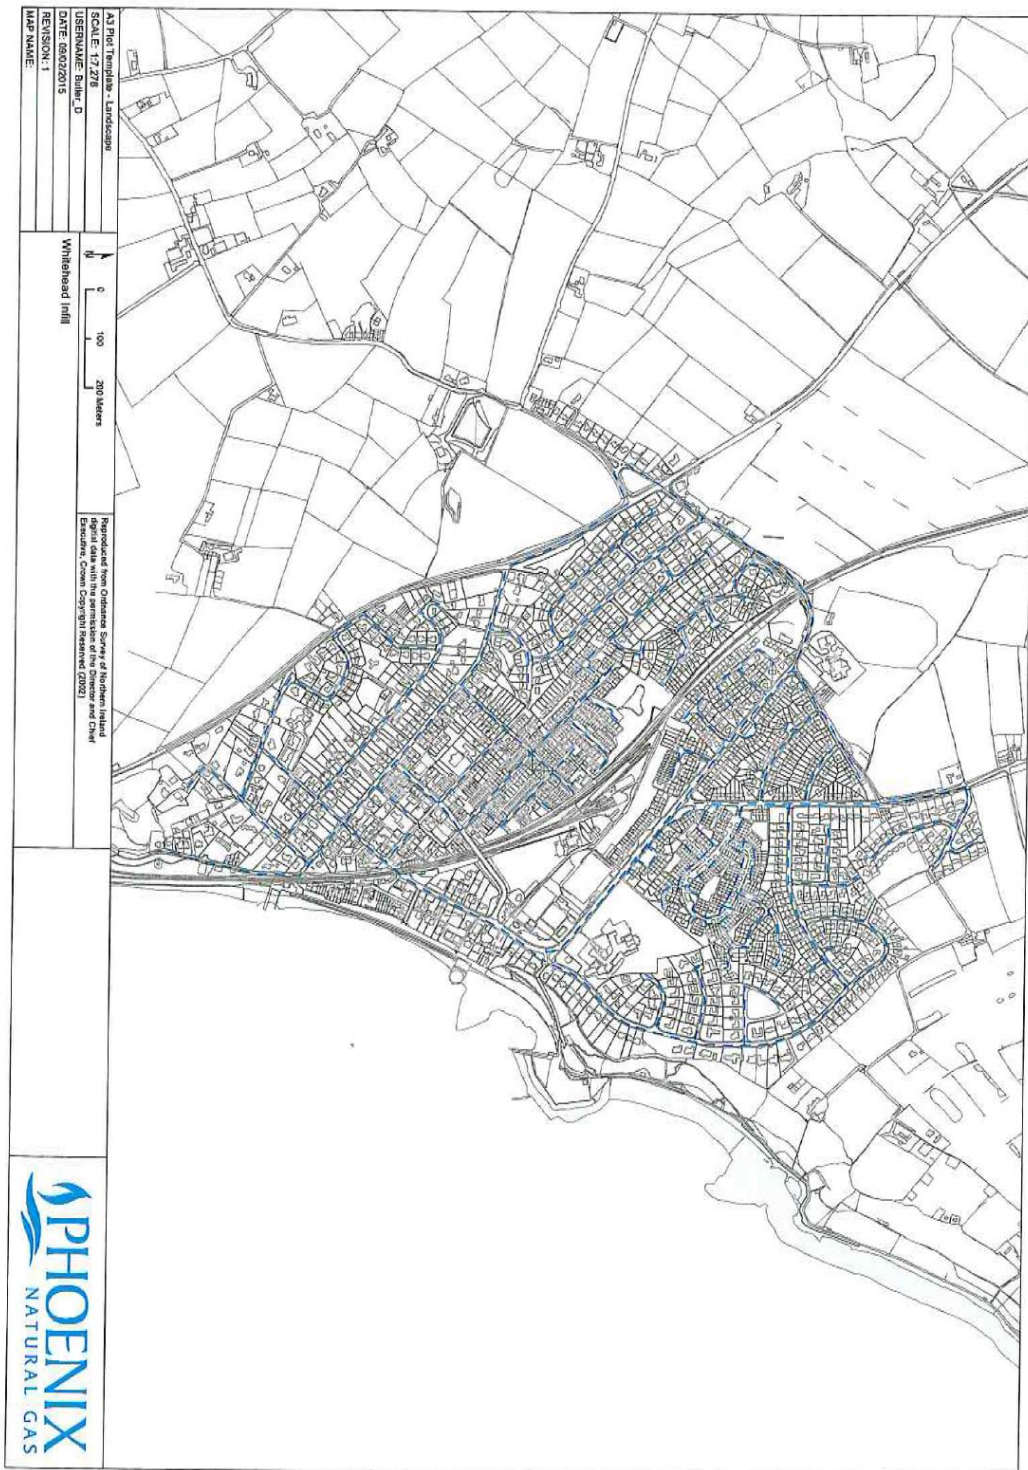 A3 Plot Template - Landscape
SCALE: 1:7,278
USERNAME: Butler_D
DATE: 09/02/2015
REVISION: 1
MAP NAME:
N
0 100 200 Meters
Whitehead Infill
Reproduced from Ordnance Survey of Northern Ireland
digital data with the permission of the Director and Chief
Executive, Crown Copyright Reserved (2002)
PHOENIX
NATURAL GAS